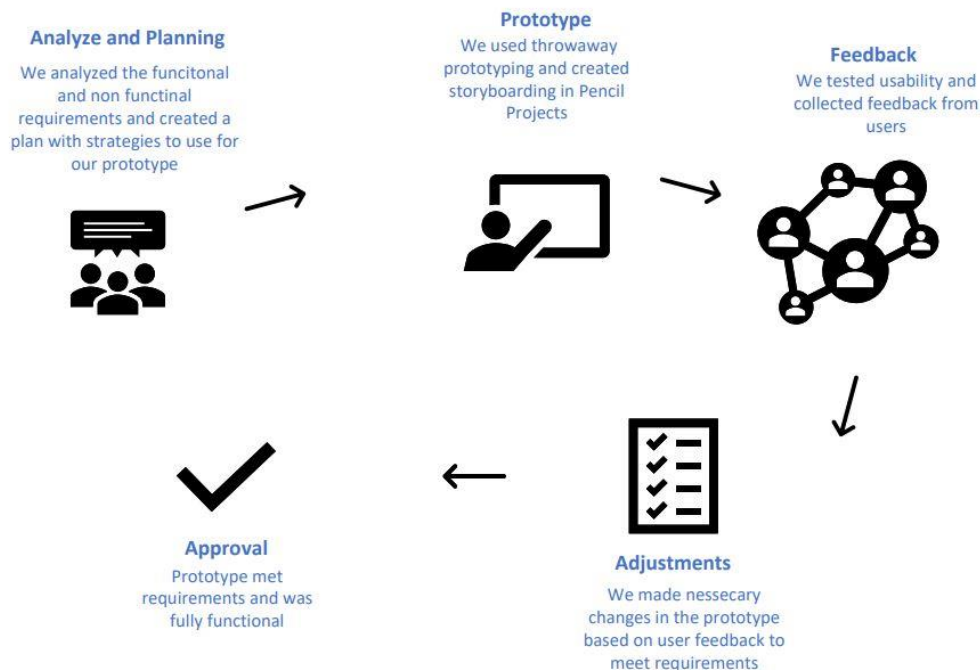 Analyze and Planning
We analyzed the funcitonal
and non functinal
requirements and created a
plan with strategies to use for
our prototype
Prototype
We used throwaway
prototyping and created
storyboarding in Pencil
Projects
Feedback
We tested usability and
collected feedback from
users
Adjustments
We made nessecary
changes in the prototype
based on user feedback to
meet requirements
Approval
Prototype met
requirements and was
fully functional